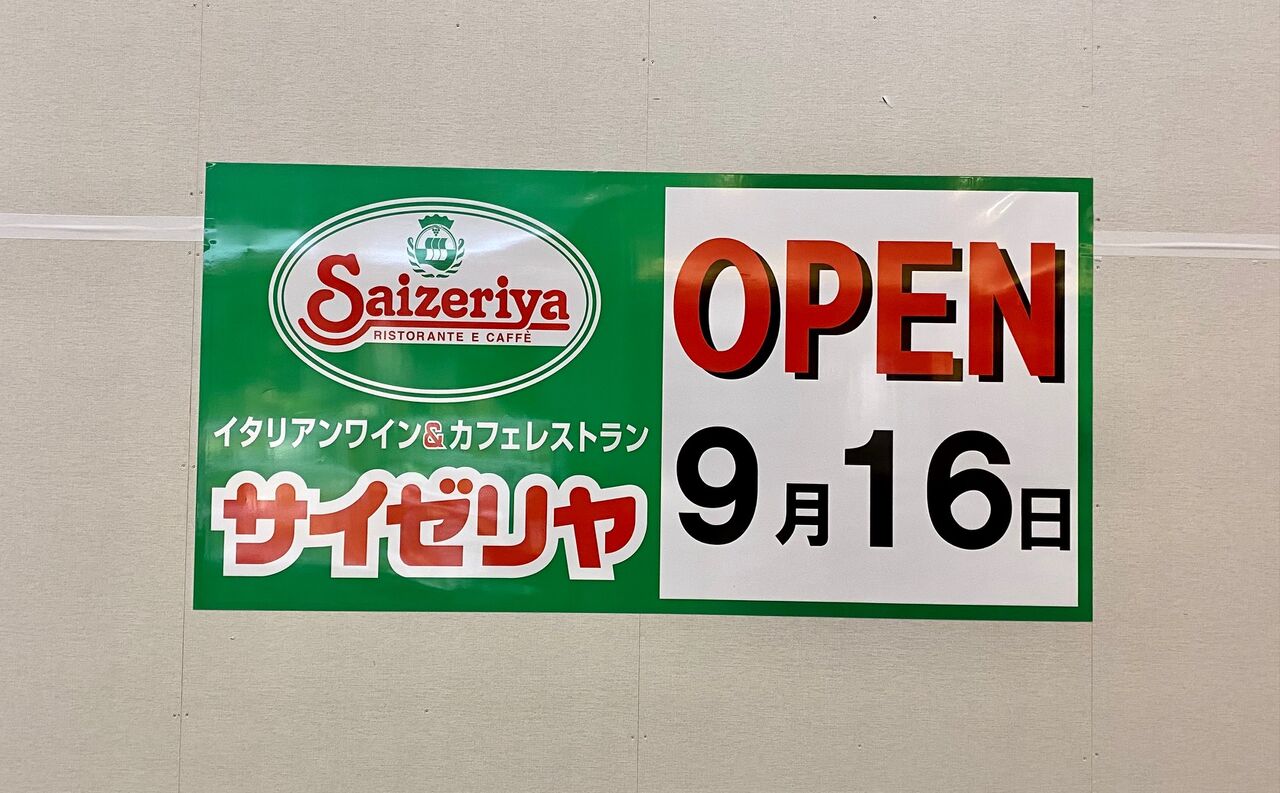 Saizeriya
RISTORANTE E CAFFÈ
イタリアンワイン&カフェレストラン
サイゼリヤ
OPEN
9月16日